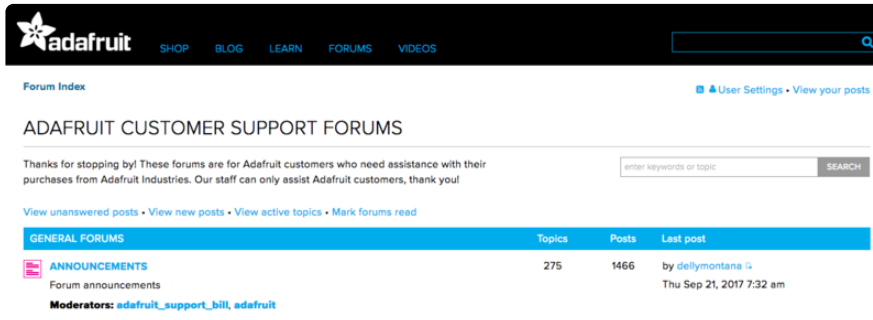 adafruit SHOP BLOG LEARN FORUMS VIDEOS
Forum Index
User Settings • View your posts
ADAFRUIT CUSTOMER SUPPORT FORUMS
Thanks for stopping by! These forums are for Adafruit customers who need assistance with their
purchases from Adafruit Industries. Our staff can only assist Adafruit customers, thank you!
enter keywords or topic SEARCH
View unanswered posts • View new posts • View active topics • Mark forums read
GENERAL FORUMS Topics Posts Last post
ANNOUNCEMENTS 275 1466 by dellymontana
Forum announcements Thu Sep 21, 2017 7:32 am
Moderators: adafruit_support_bill, adafruit